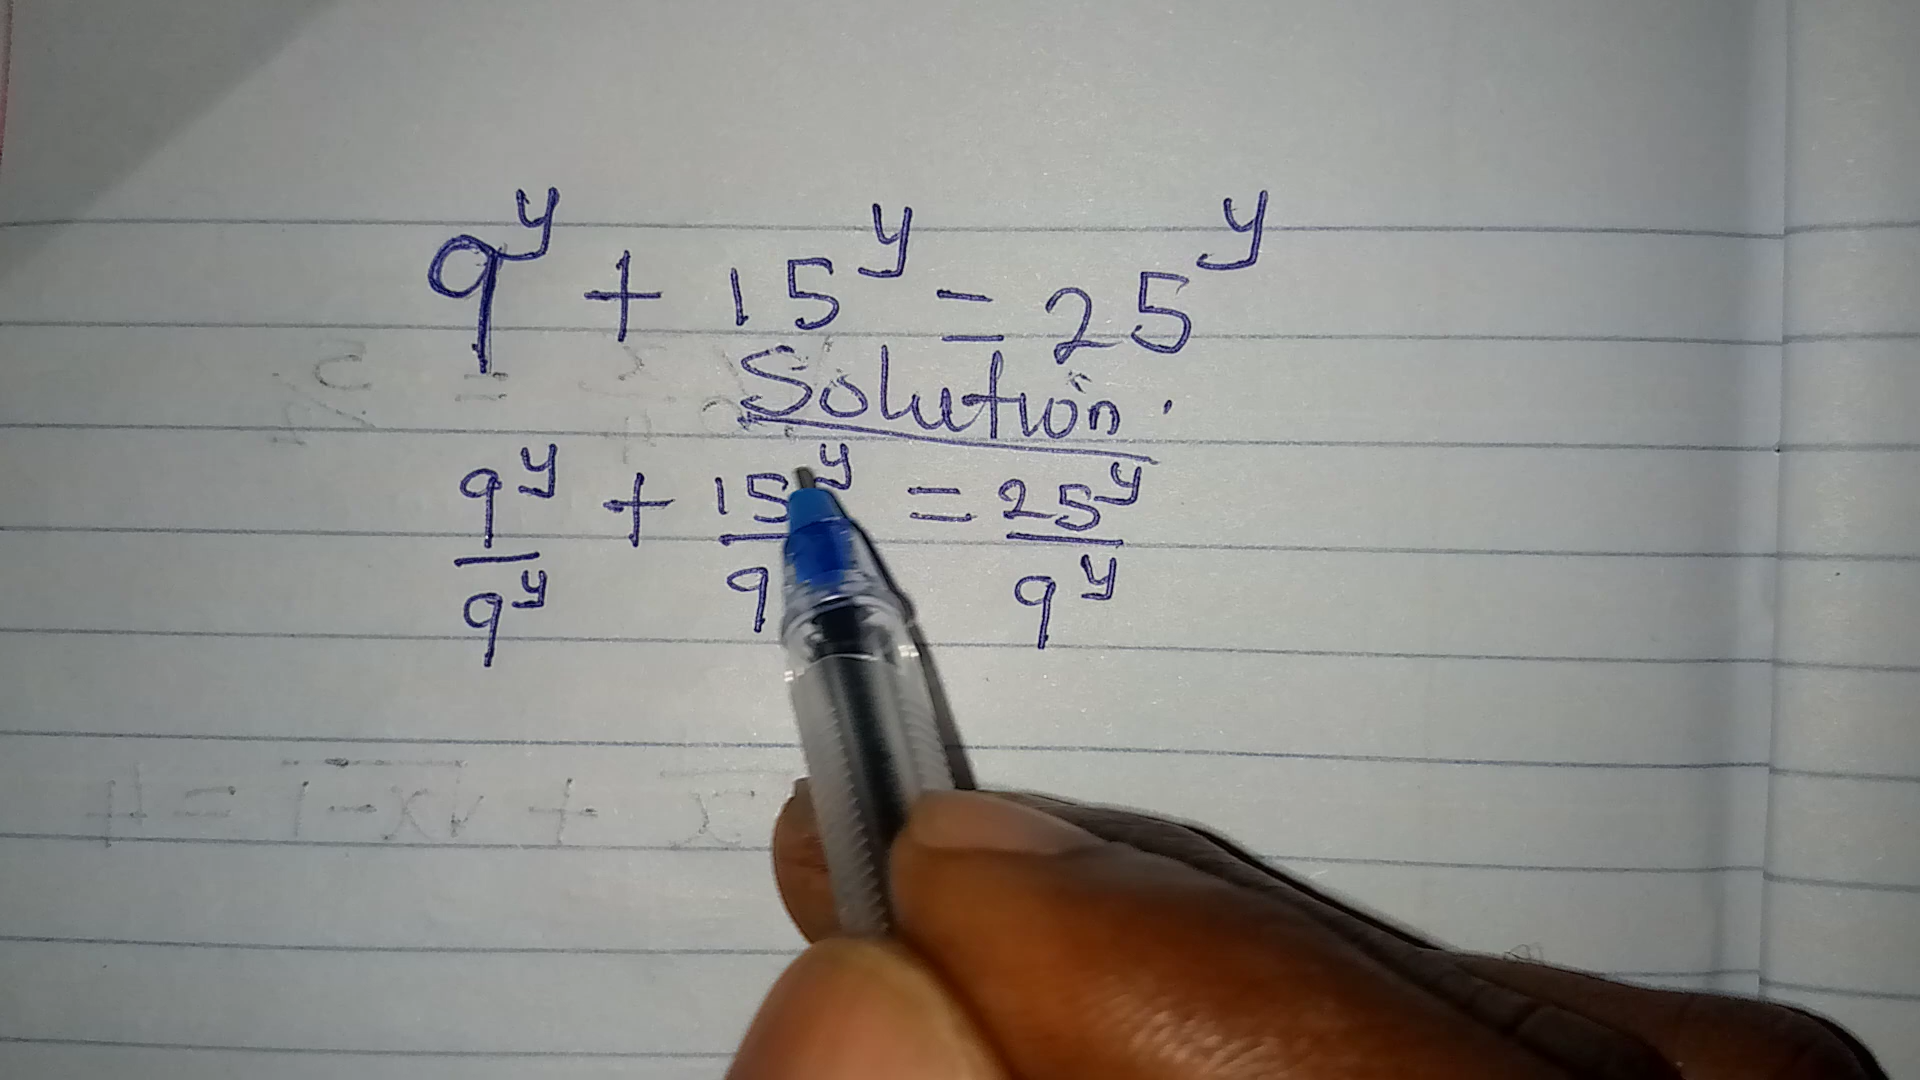 9^y + 15^y = 25^y
Solution.
9^y/9^y + 15^y/9 = 25^y/9^y